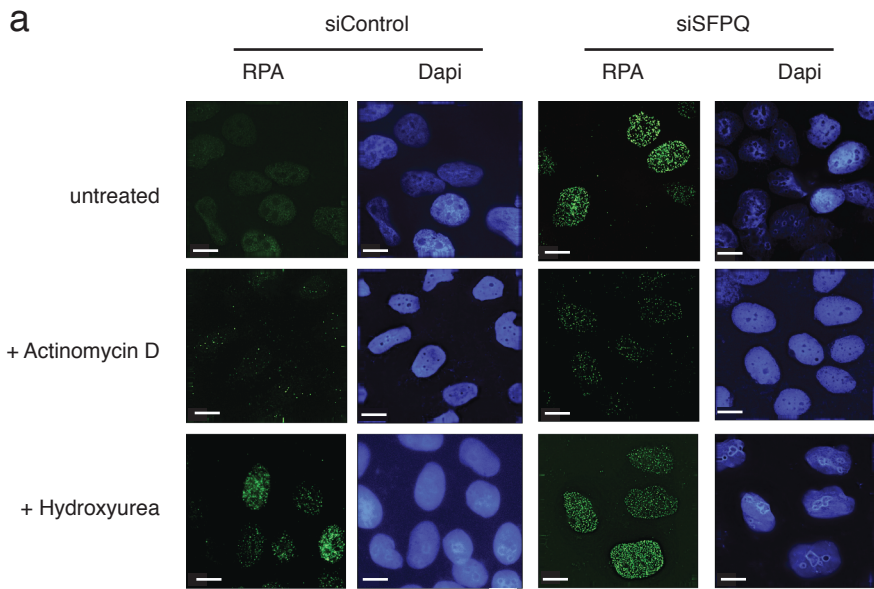 a
siControl siSFPQ
RPA Dapi RPA Dapi
untreated
+ Actinomycin D
+ Hydroxyurea